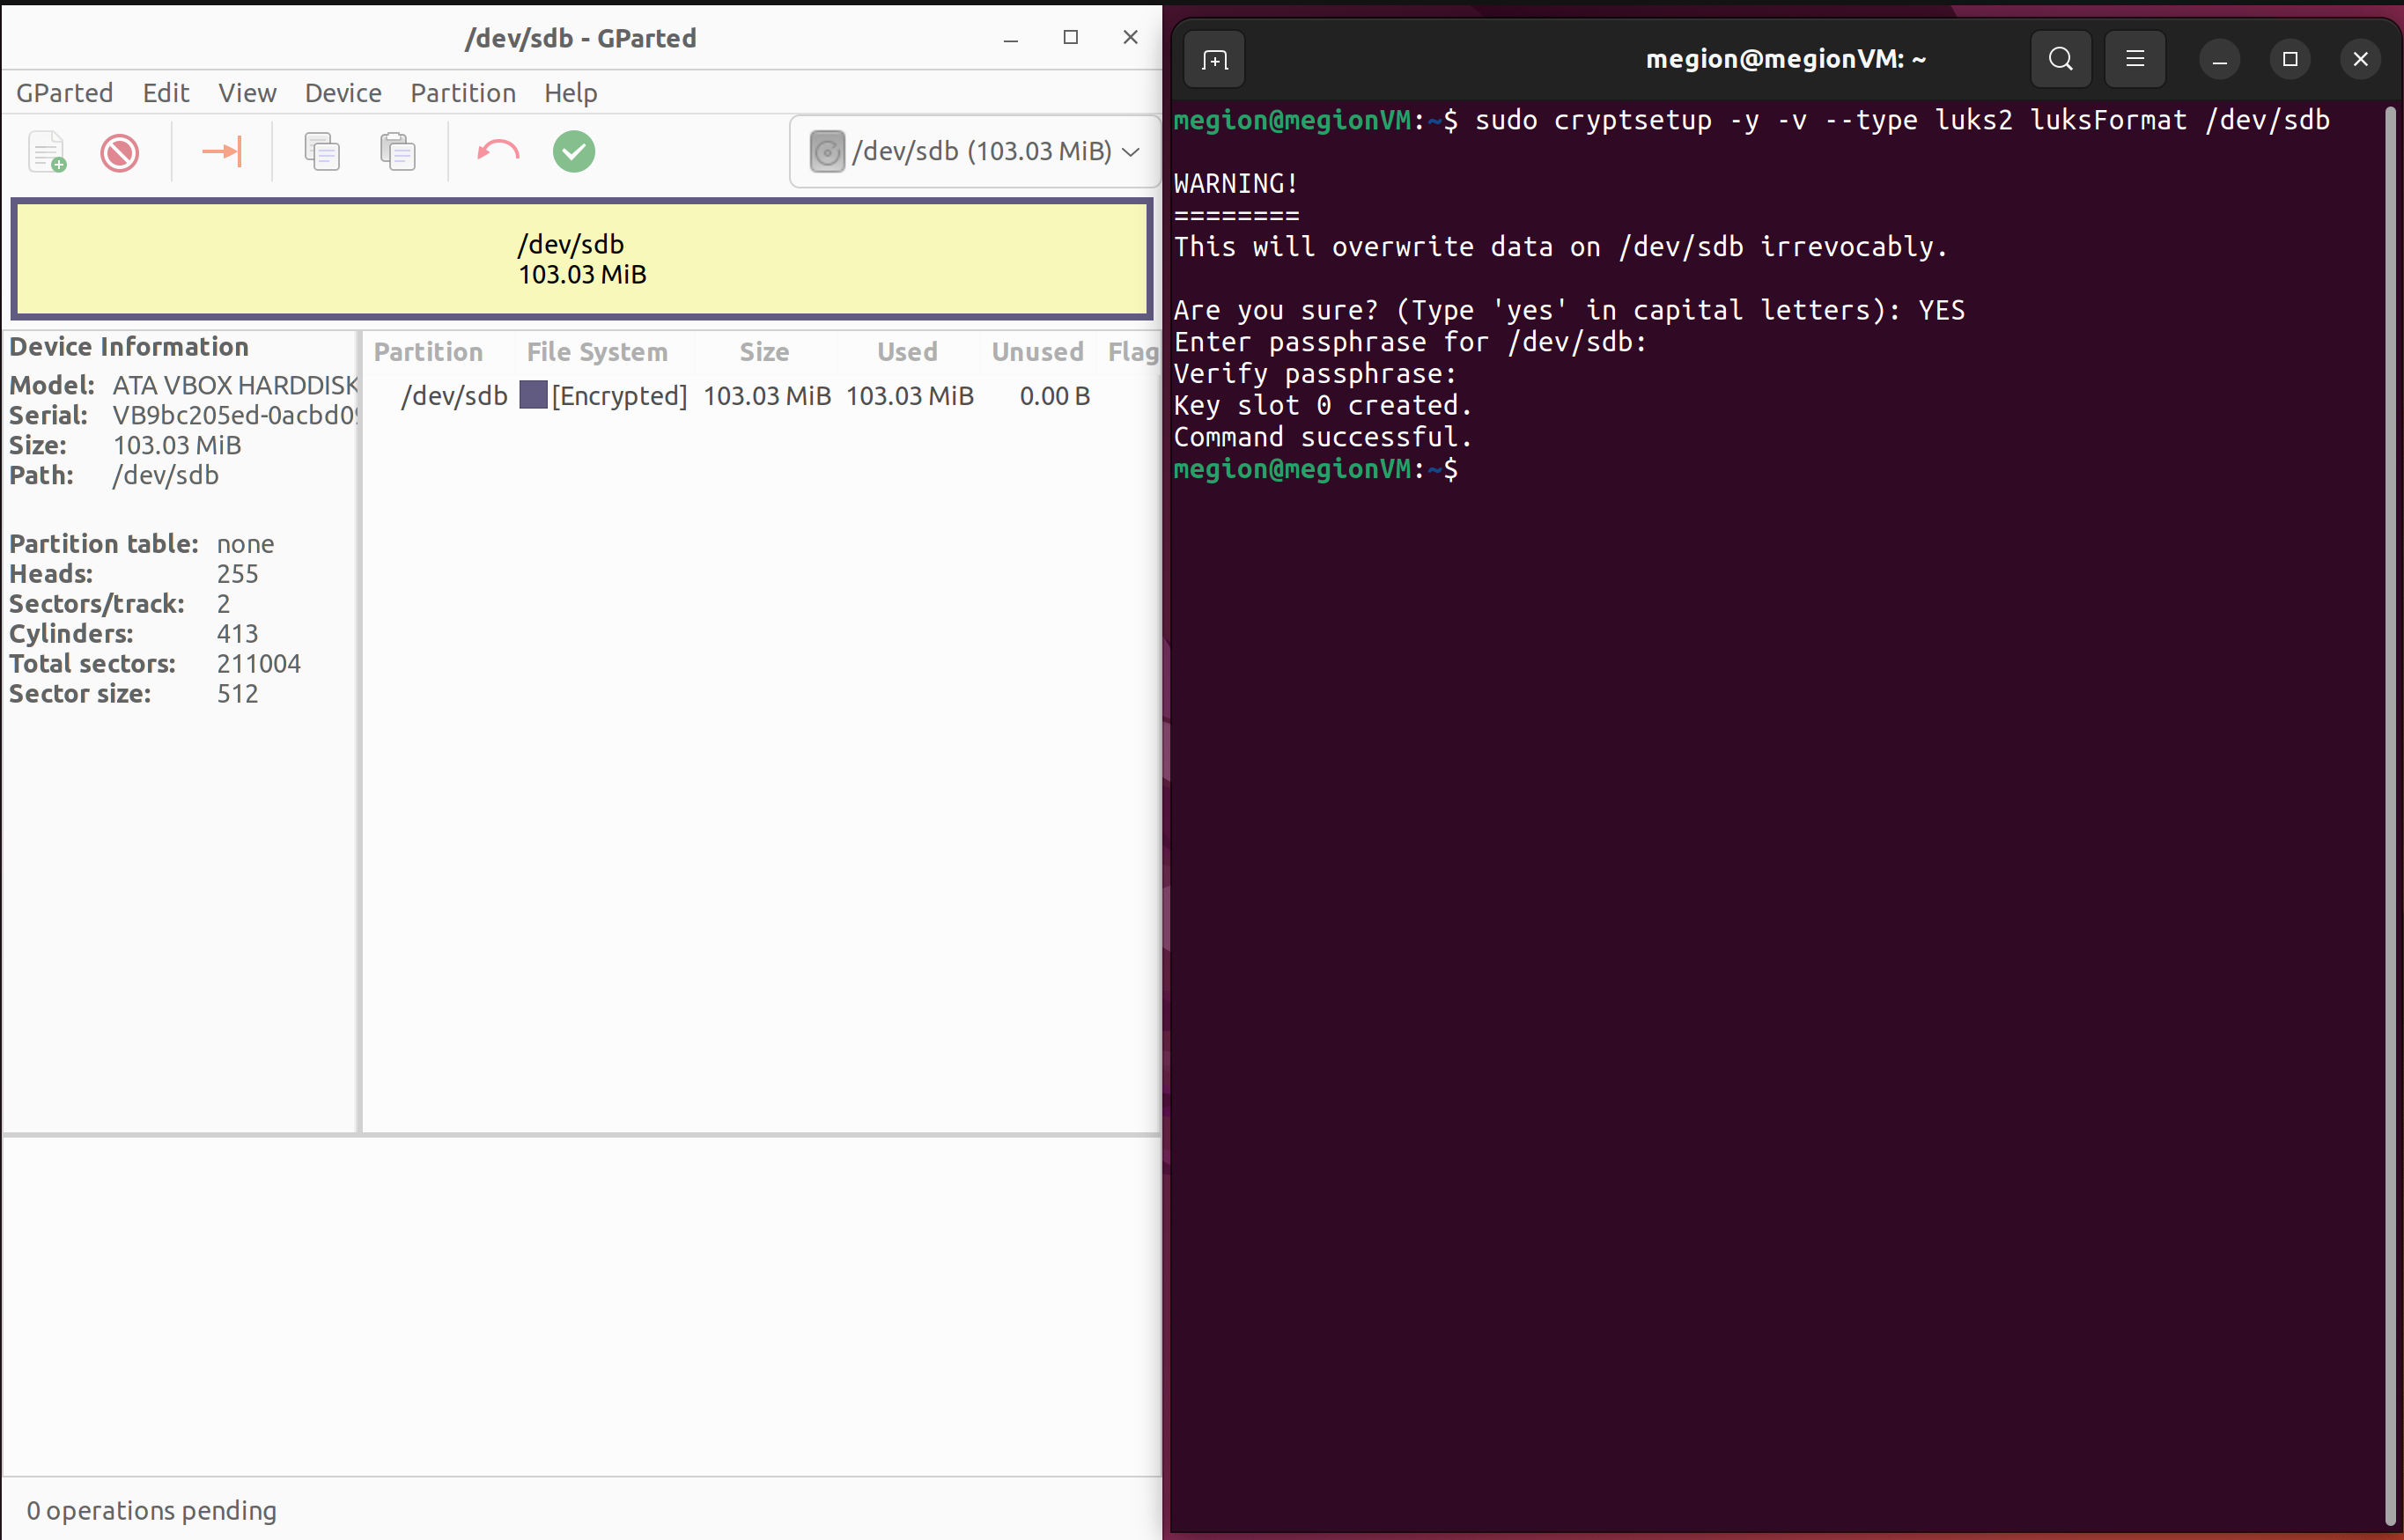 /dev/sdb - GParted
GParted Edit View Device Partition Help
/dev/sdb (103.03 MiB)
/dev/sdb
103.03 MiB
Device Information
Model: ATA VBOX HARDDISK
Serial: VB9bc205ed-0acbd09
Size: 103.03 MiB
Path: /dev/sdb
Partition table: none
Heads: 255
Sectors/track: 2
Cylinders: 413
Total sectors: 211004
Sector size: 512
Partition File System Size Used Unused Flag
/dev/sdb [Encrypted] 103.03 MiB 103.03 MiB 0.00 B
0 operations pending
megion@megionVM: ~
megion@megionVM:~$ sudo cryptsetup -y -v --type luks2 luksFormat /dev/sdb
WARNING!
========
This will overwrite data on /dev/sdb irrevocably.
Are you sure? (Type 'yes' in capital letters): YES
Enter passphrase for /dev/sdb:
Verify passphrase:
Key slot 0 created.
Command successful.
megion@megionVM:~$